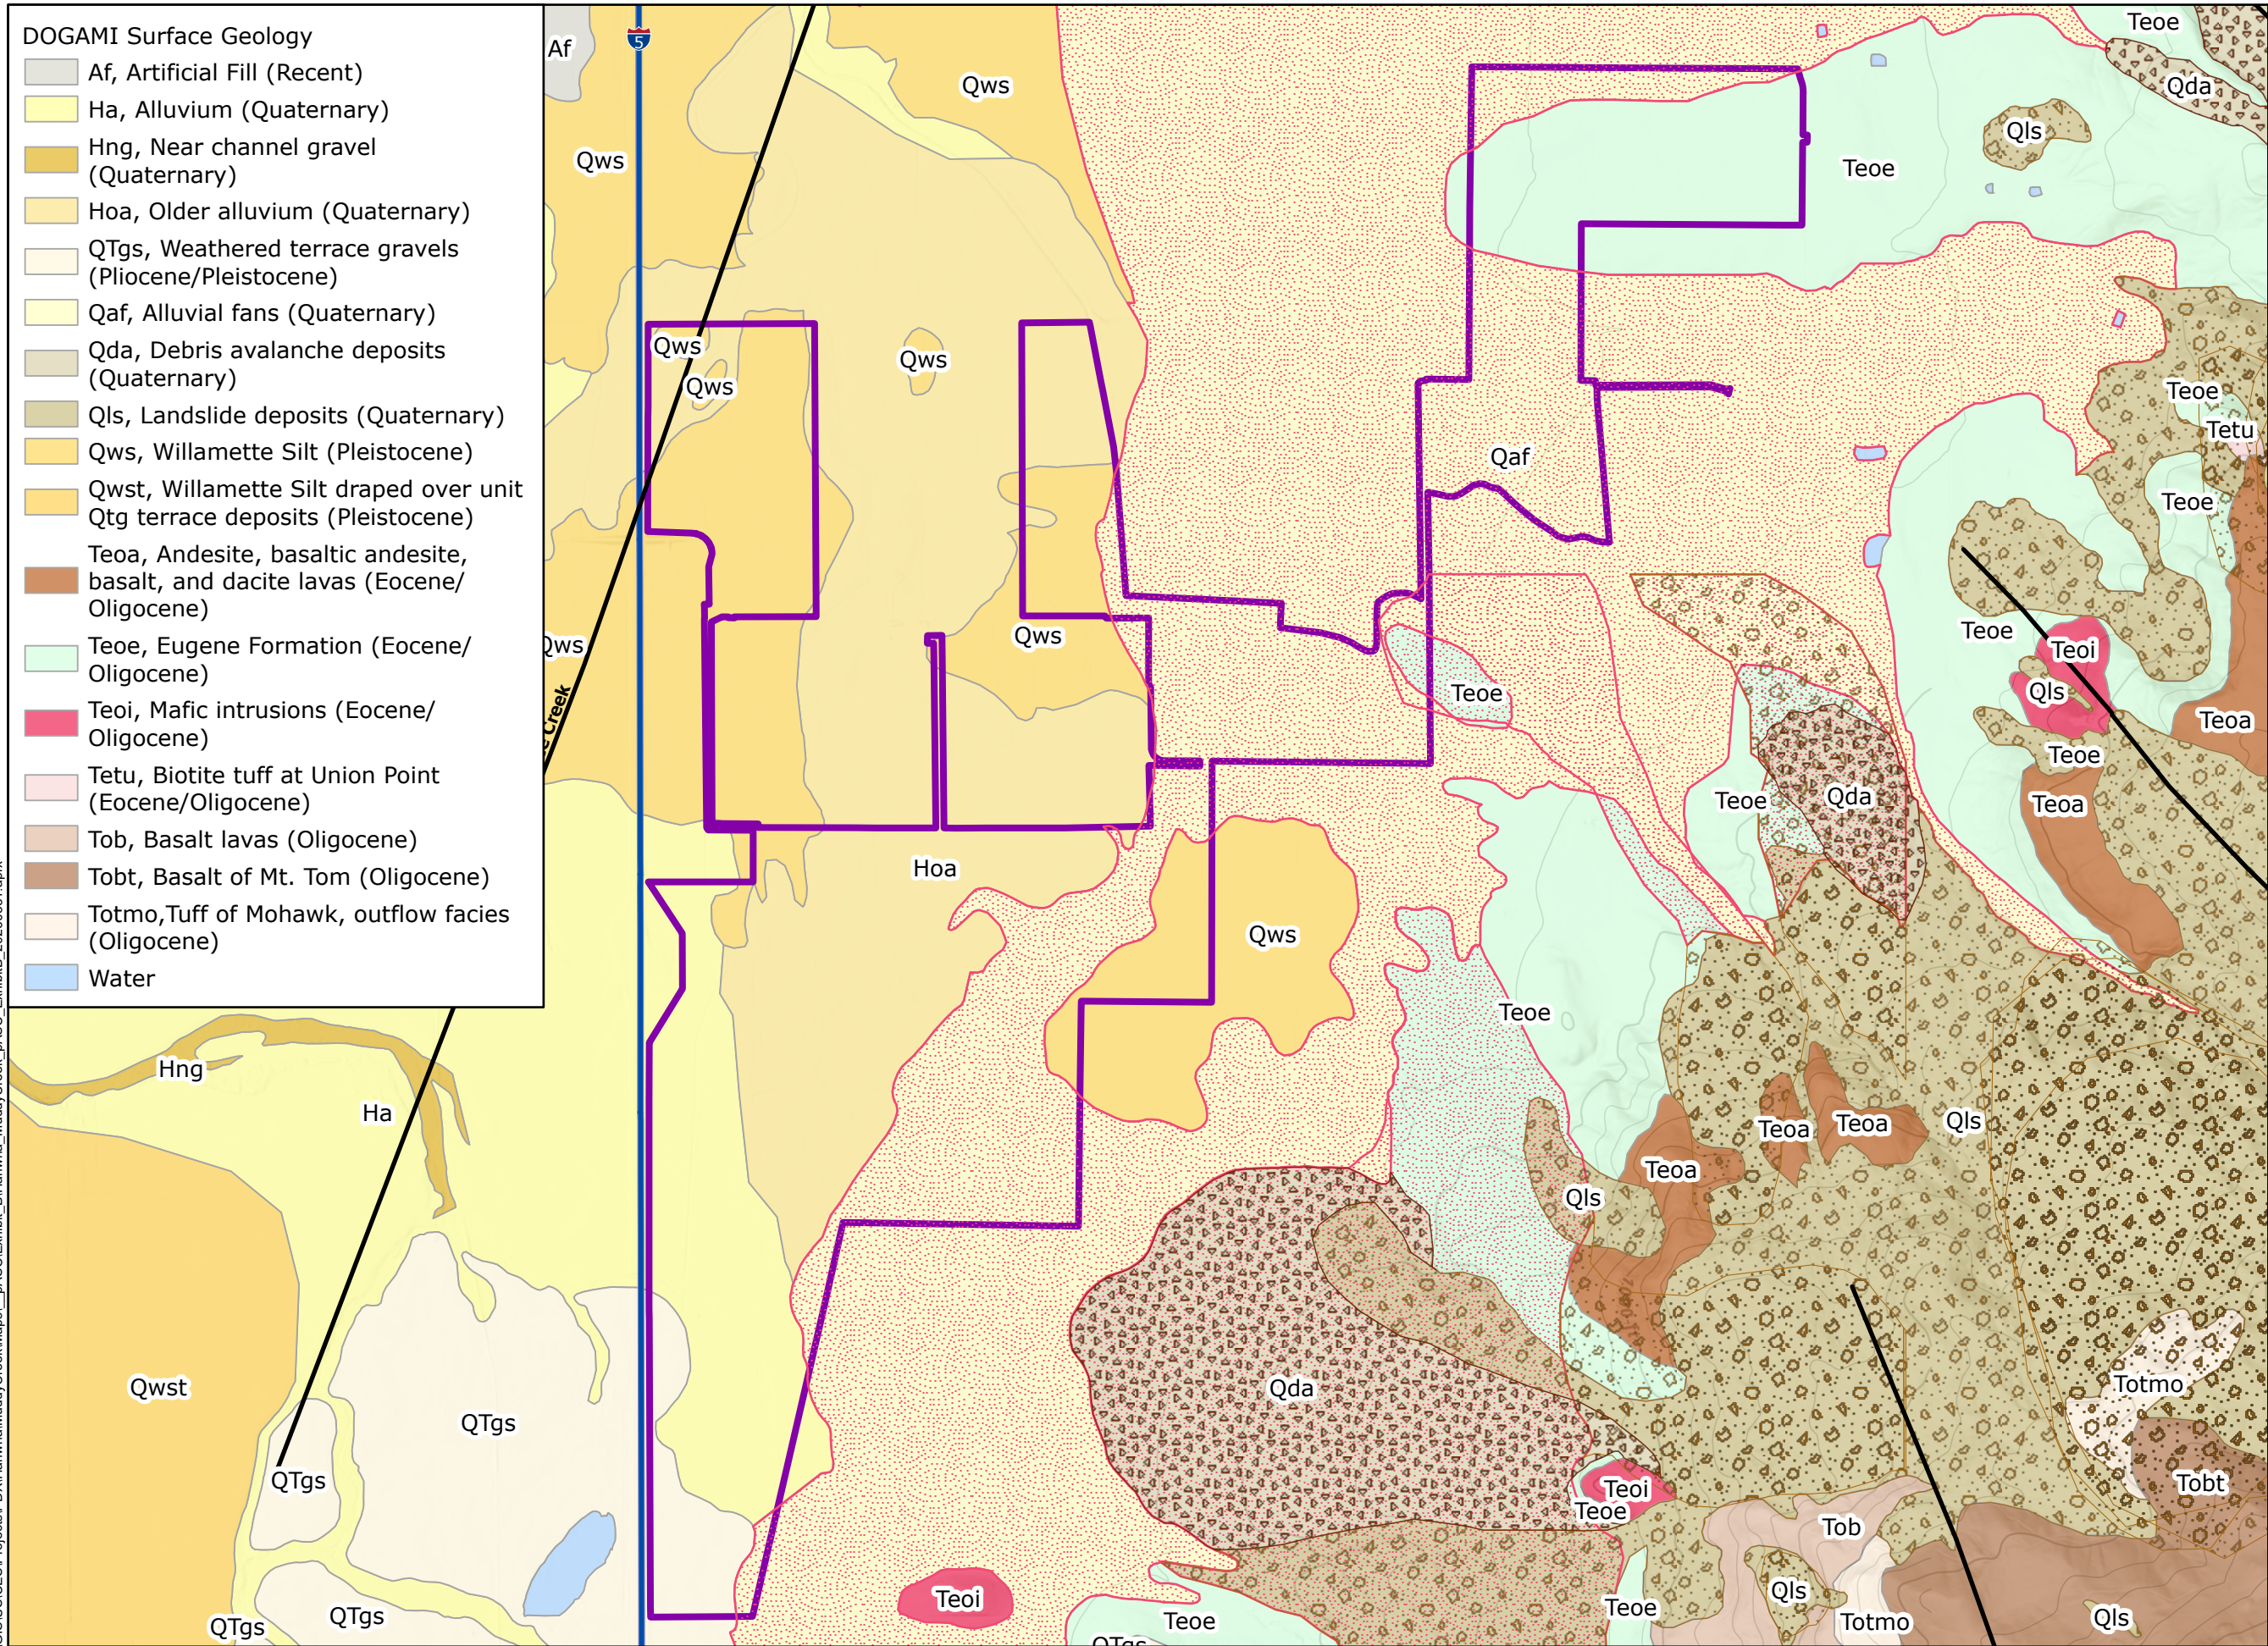 DOGAMI Surface Geology
Af, Artificial Fill (Recent)
Ha, Alluvium (Quaternary)
Hng, Near channel gravel
(Quaternary)
Hoa, Older alluvium (Quaternary)
QTgs, Weathered terrace gravels
(Pliocene/Pleistocene)
Qaf, Alluvial fans (Quaternary)
Qda, Debris avalanche deposits
(Quaternary)
Qls, Landslide deposits (Quaternary)
Qws, Willamette Silt (Pleistocene)
Qwst, Willamette Silt draped over unit
Qtg terrace deposits (Pleistocene)
Teoa, Andesite, basaltic andesite,
basalt, and dacite lavas (Eocene/
Oligocene)
Teoe, Eugene Formation (Eocene/
Oligocene)
Teoi, Mafic intrusions (Eocene/
Oligocene)
Tetu, Biotite tuff at Union Point
(Eocene/Oligocene)
Tob, Basalt lavas (Oligocene)
Tobt, Basalt of Mt. Tom (Oligocene)
Totmo,Tuff of Mohawk, outflow facies
(Oligocene)
Water
Af
5
Qws
Teoe
Qda
Qws
Qls
Teoe
Qws
Qws
Qws
Teoe
Tetu
Qaf
Teoe
Qws
Qws
Teoe
Teoi
Teoe
Qls
Creek
Teoa
Teoe
Teoe
Qda
Teoa
Hoa
Qws
Teoe
Hng
Ha
Teoa
Teoa
Qls
Teoa
Qls
Qwst
Qda
Totmo
QTgs
QTgs
Teoi
Teoe
Tobt
Tob
Teoi
Qls
QTgs
QTgs
Teoe
Teoe
Totmo
Qls
QTgs